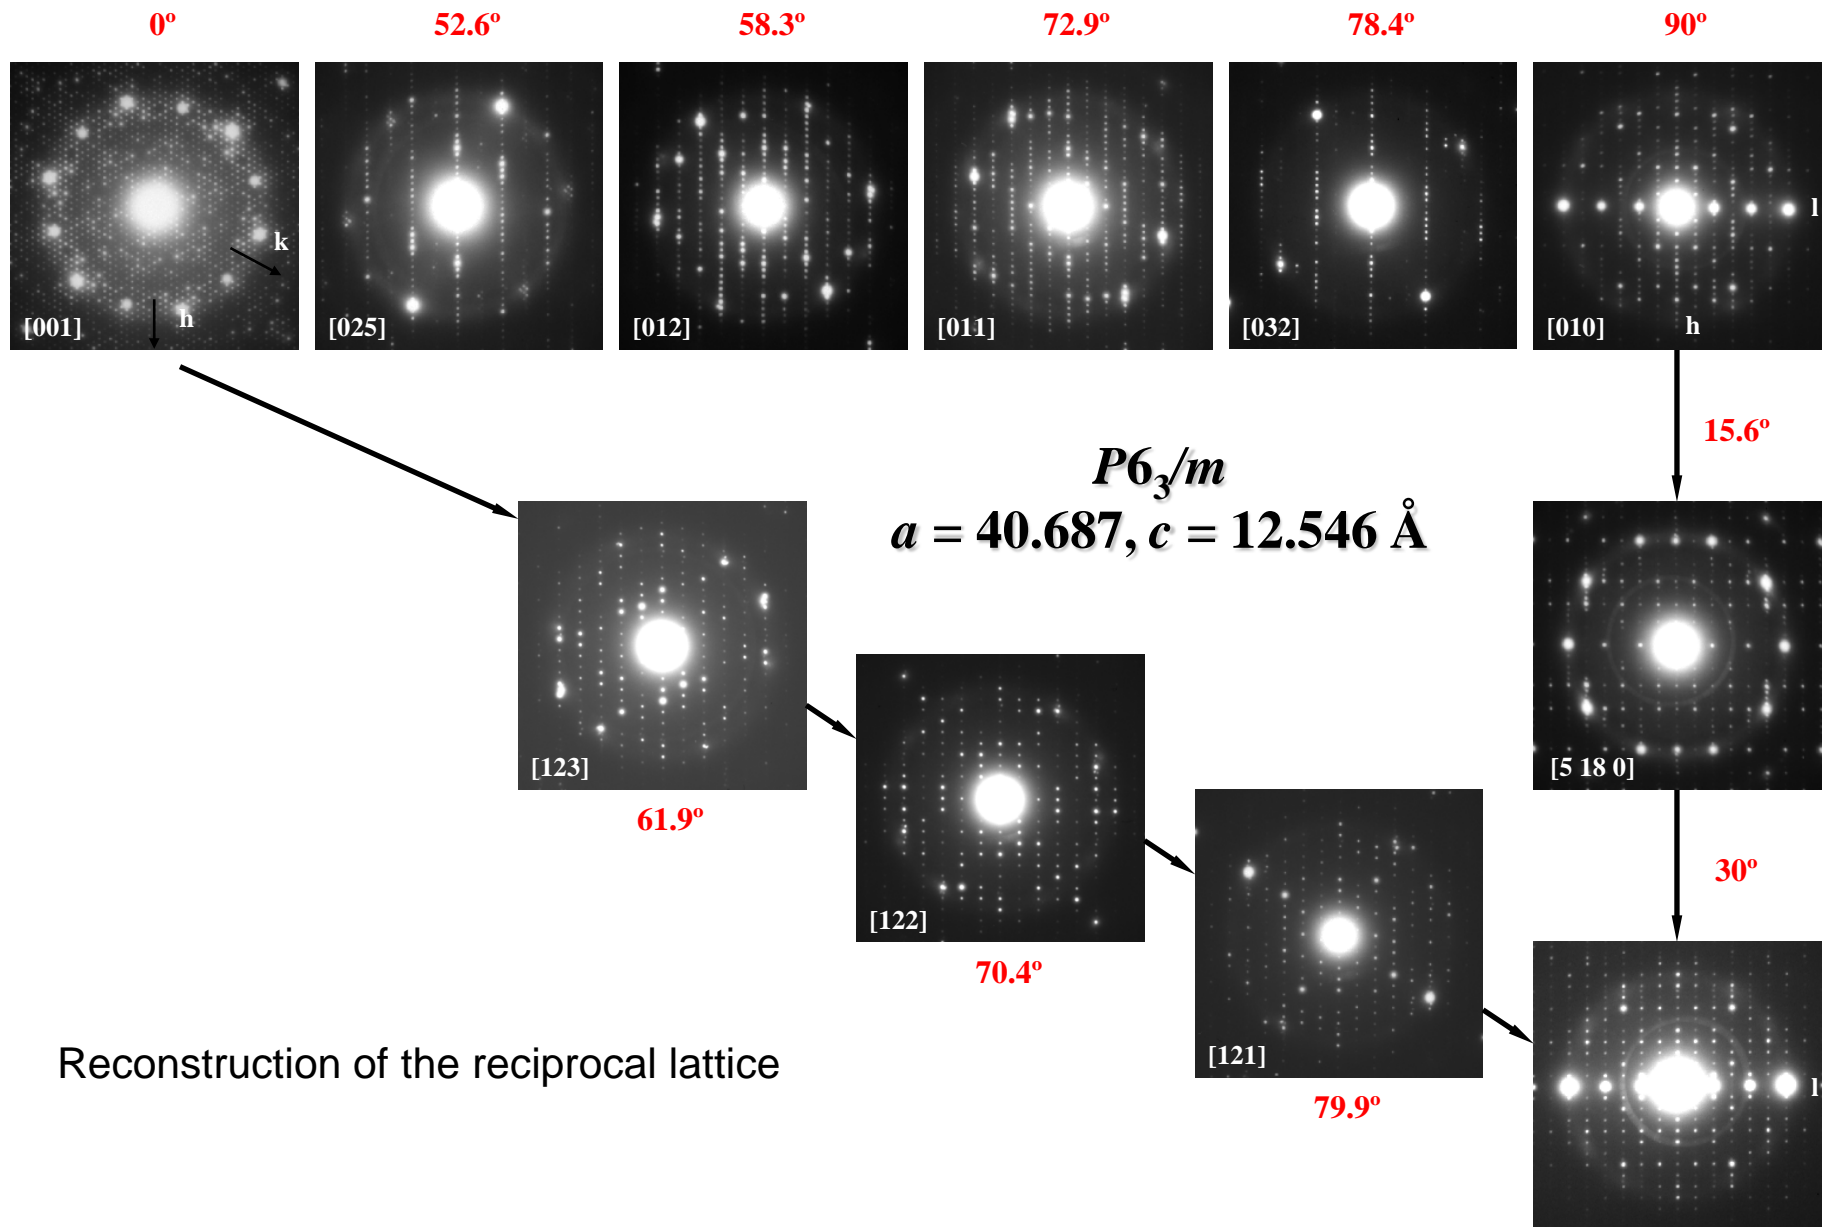 0º 52.6º 58.3º 72.9º 78.4º 90º
k
h
l
h
[001] [025] [012] [011] [032] [010]
15.6º
P6₃/m
a = 40.687, c = 12.546 Å
[123]
[5 18 0]
61.9º
[122]
70.4º
30º
[121]
79.9º
l
Reconstruction of the reciprocal lattice